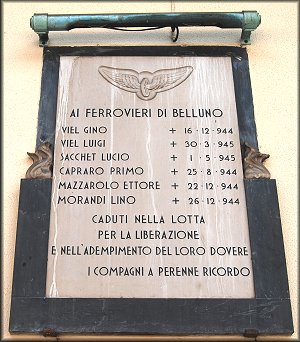 AI FERROVIERI DI BELLUNO
VIEL GINO + 16-12-944
VIEL LUIGI + 30-3-945
SACCHET LUCIO + 1-5-945
CAPRARO PRIMO + 25-8-944
MAZZAROLO ETTORE + 22-12-944
MORANDI LINO + 26-12-944
CADUTI NELLA LOTTA
PER LA LIBERAZIONE
E NELL'ADEMPIMENTO DEL LORO DOVERE
I COMPAGNI A PERENNE RICORDO